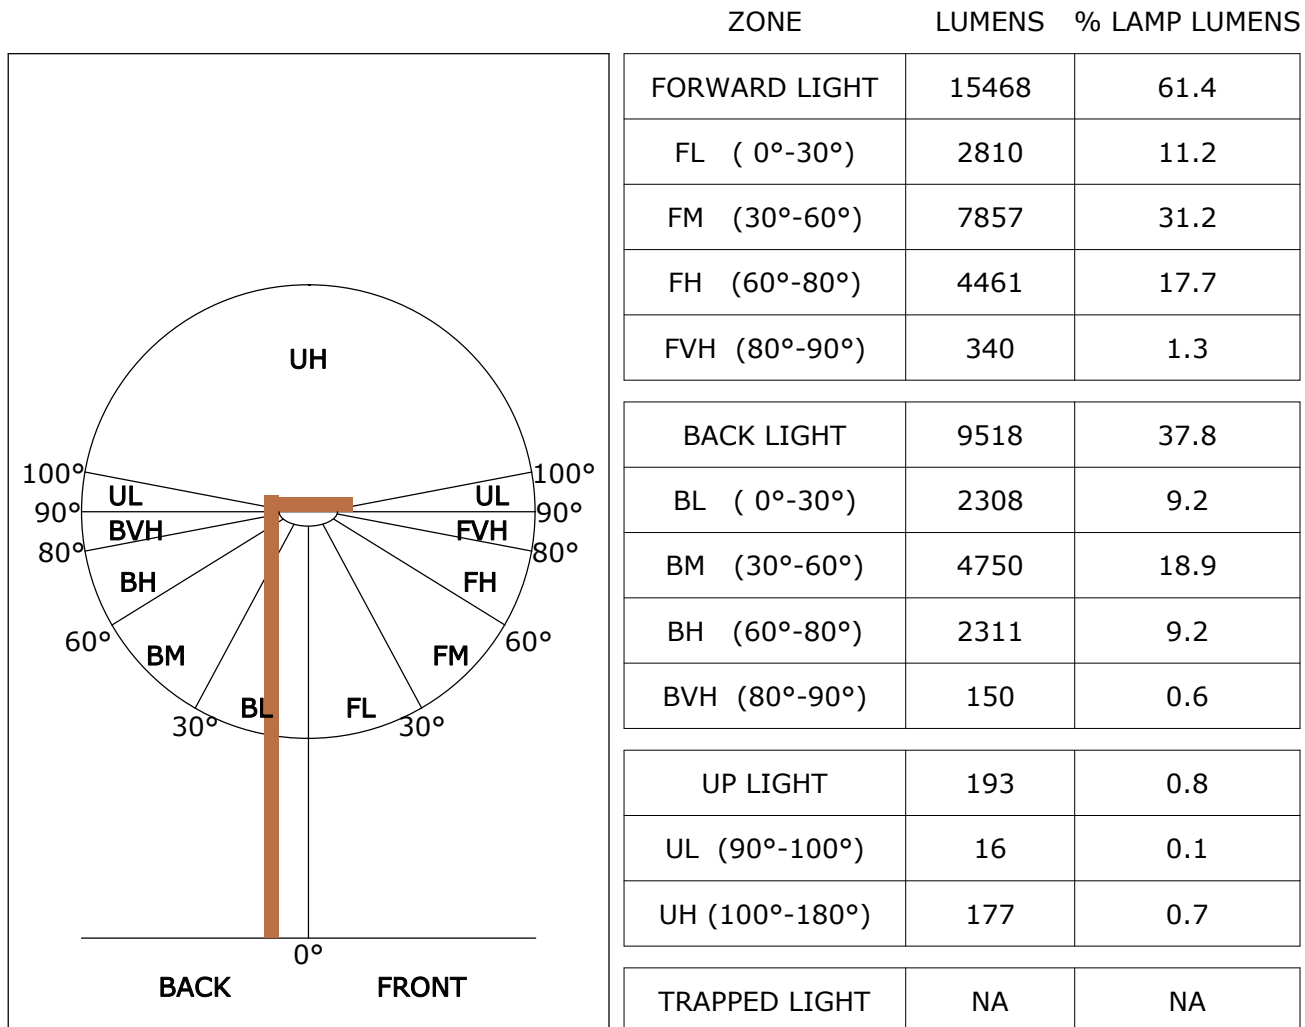 ZONE LUMENS % LAMP LUMENS
FORWARD LIGHT 15468 61.4
FL ( 0°-30°) 2810 11.2
FM (30°-60°) 7857 31.2
FH (60°-80°) 4461 17.7
FVH (80°-90°) 340 1.3
BACK LIGHT 9518 37.8
BL ( 0°-30°) 2308 9.2
BM (30°-60°) 4750 18.9
BH (60°-80°) 2311 9.2
BVH (80°-90°) 150 0.6
UP LIGHT 193 0.8
UL (90°-100°) 16 0.1
UH (100°-180°) 177 0.7
TRAPPED LIGHT NA NA
UH
100° 100°
UL UL
90° 90°
BVH FVH
80° 80°
BH FH
60° 60°
BM FM
BL FL
30° 30°
0°
BACK FRONT